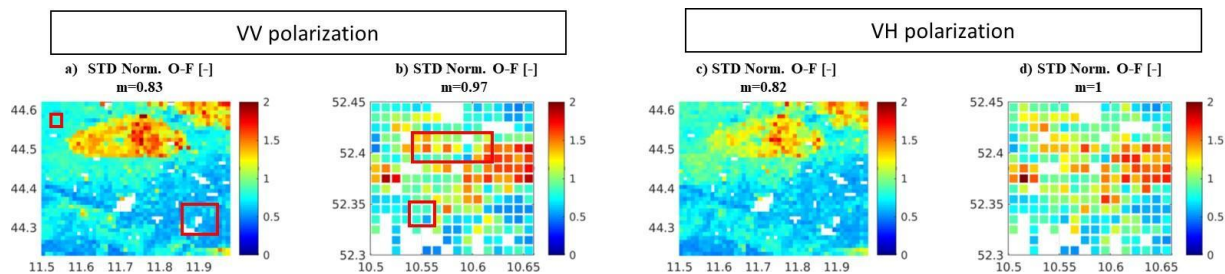 VV polarization
VH polarization
a) STD Norm. O-F [-]
m=0.83
b) STD Norm. O-F [-]
m=0.97
c) STD Norm. O-F [-]
m=0.82
d) STD Norm. O-F [-]
m=1
44.6
44.5
44.4
44.3
11.5 11.6 11.7 11.8 11.9
2
1.5
1
0.5
0
52.45
52.4
52.35
52.3
10.5 10.55 10.6 10.65
2
1.5
1
0.5
0
44.6
44.5
44.4
44.3
11.5 11.6 11.7 11.8 11.9
2
1.5
1
0.5
0
52.45
52.4
52.35
52.3
10.5 10.55 10.6 10.65
2
1.5
1
0.5
0